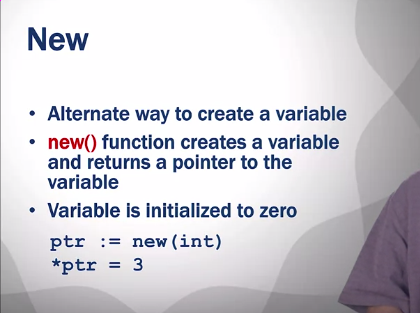 New
• Alternate way to create a variable
• new() function creates a variable
and returns a pointer to the
variable
• Variable is initialized to zero
ptr := new(int)
*ptr = 3